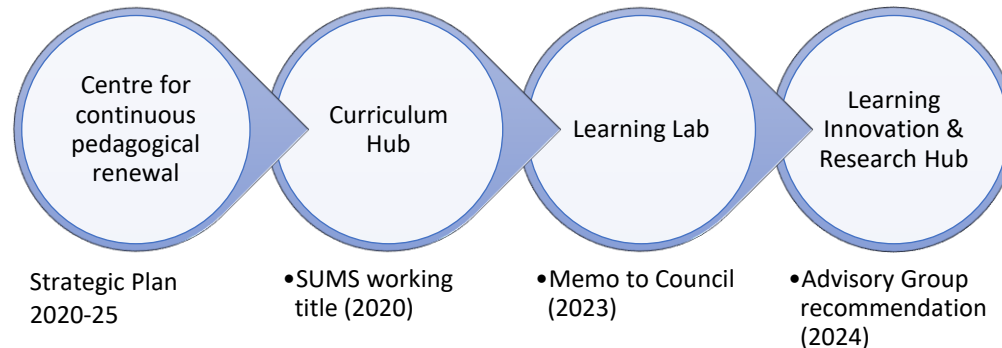 Centre for
continuous
pedagogical
renewal
Curriculum
Hub
Learning Lab
Learning
Innovation &
Research Hub
Strategic Plan
2020-25
•SUMS working
title (2020)
•Memo to Council
(2023)
•Advisory Group
recommendation
(2024)